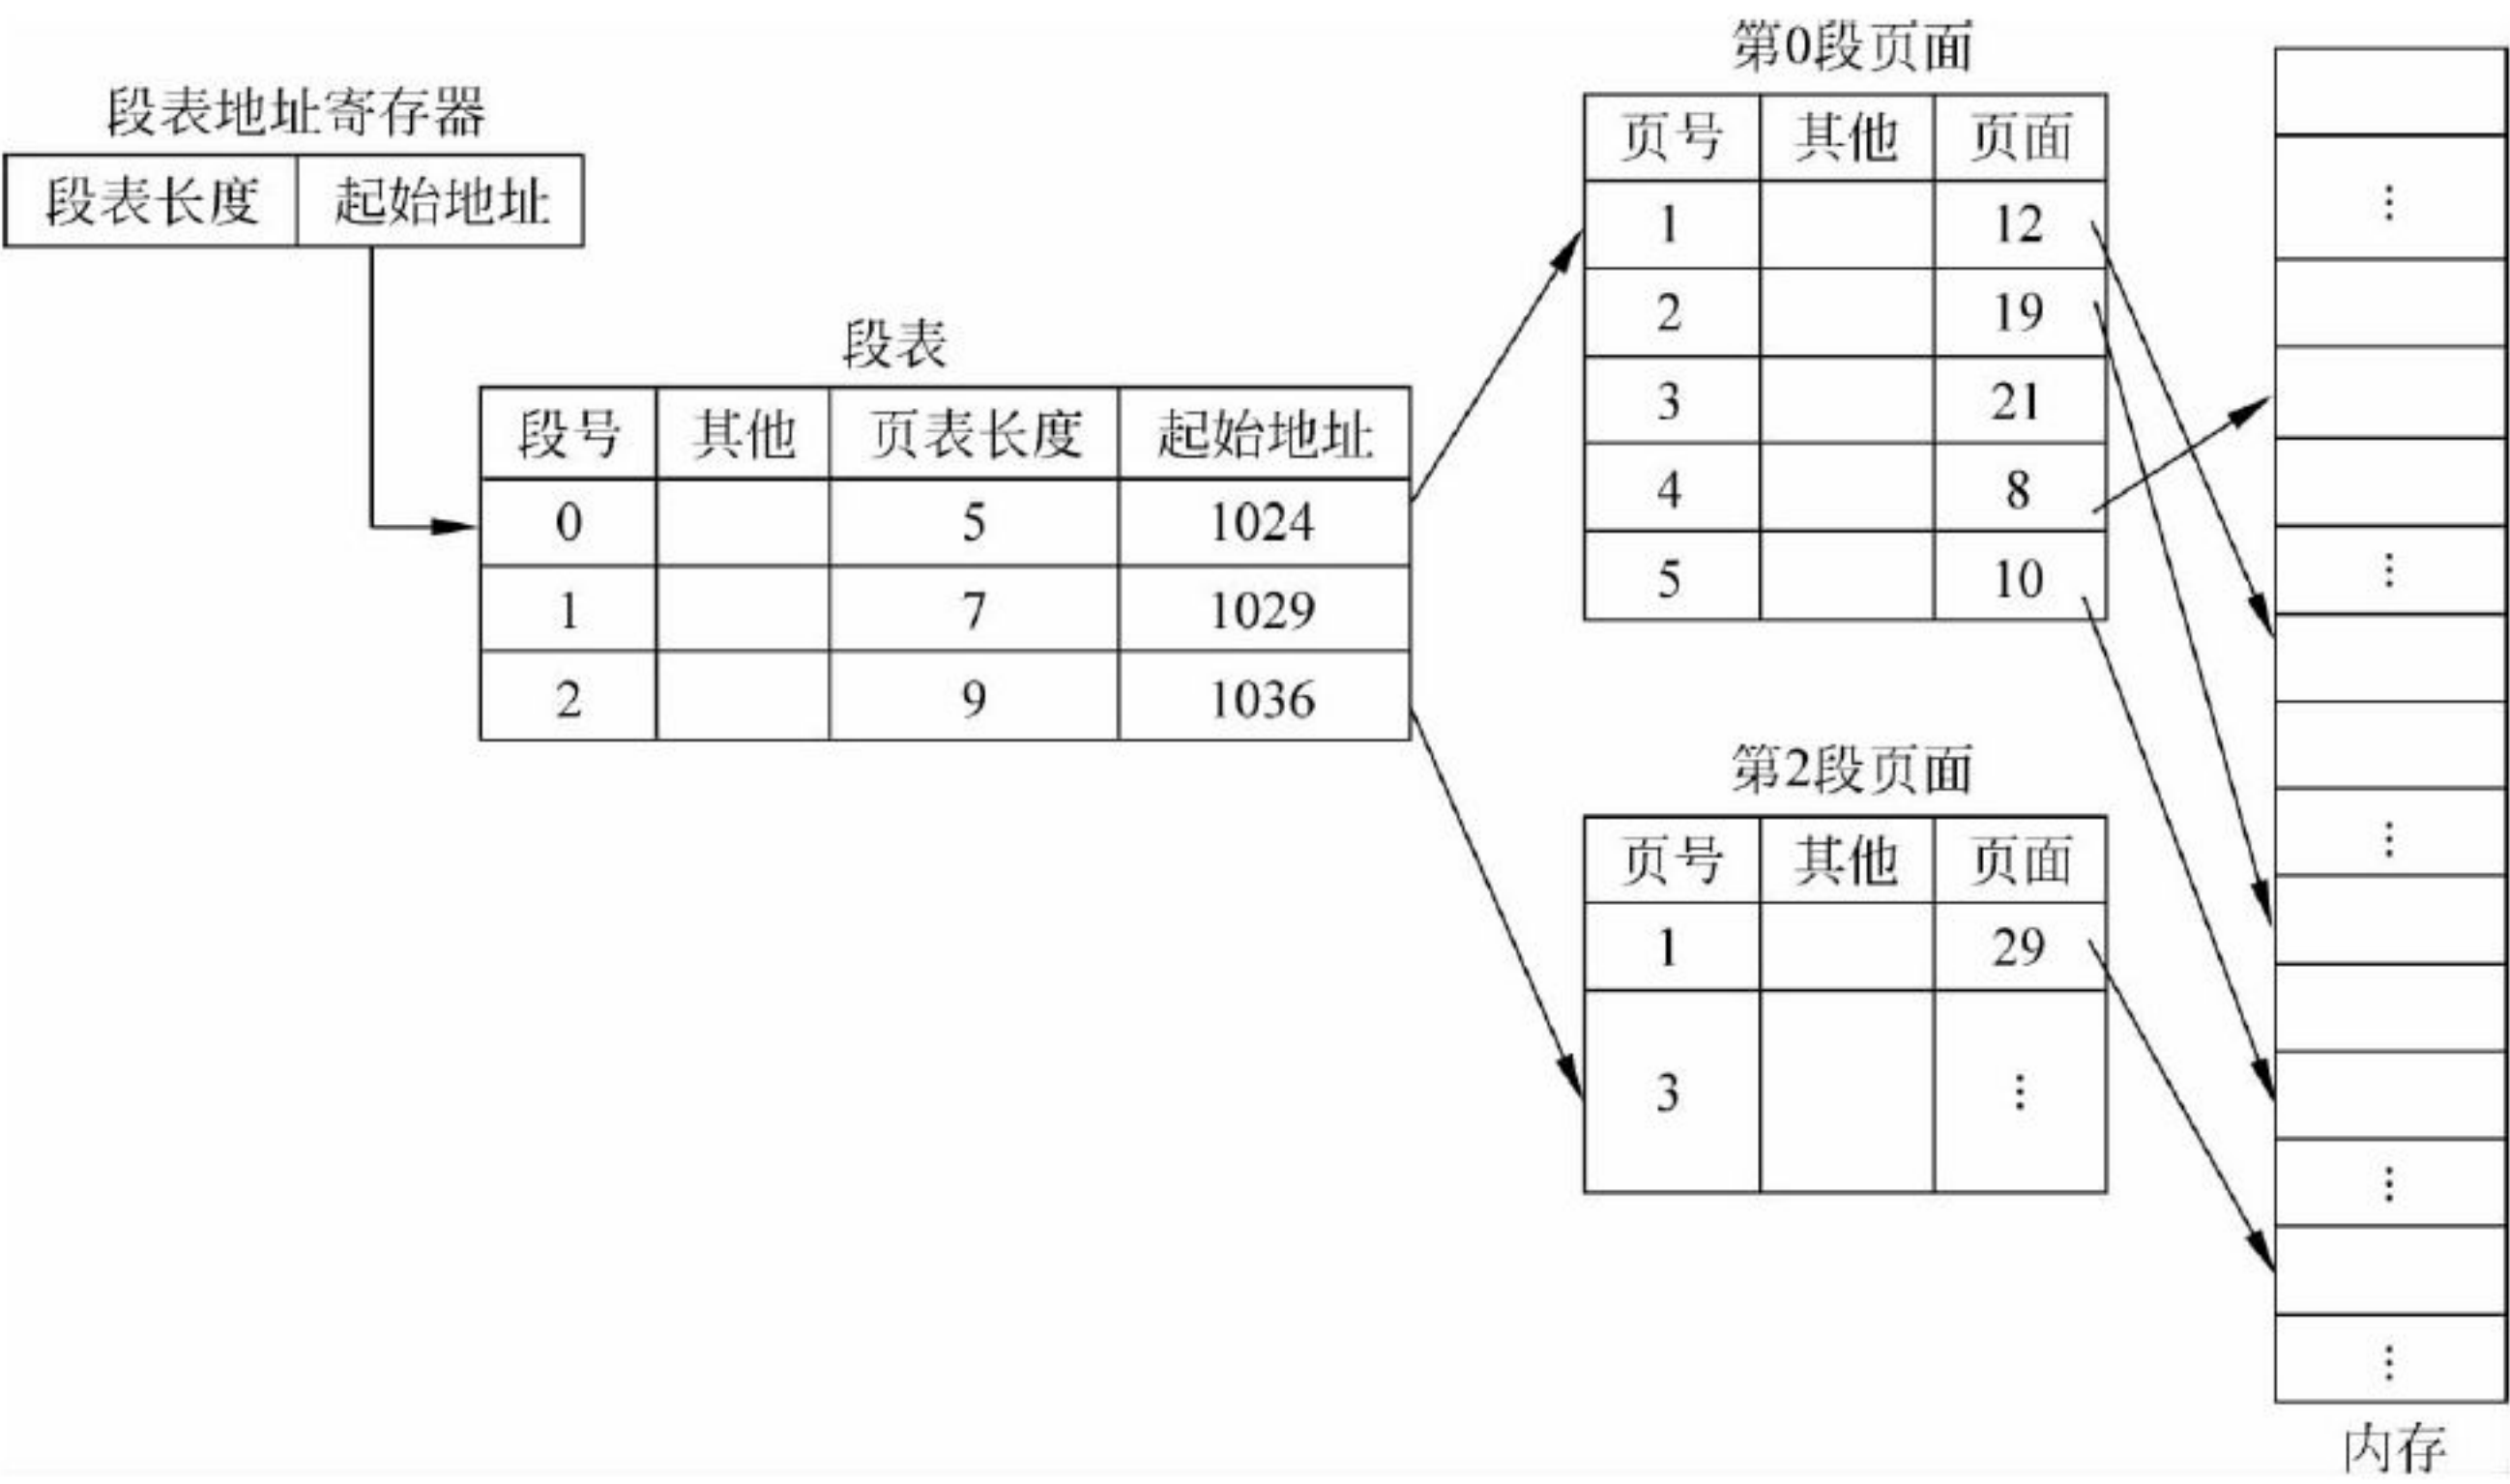 段表地址寄存器
段表长度 起始地址
段表
段号 其他 页表长度 起始地址
0 5 1024
1 7 1029
2 9 1036
第0段页面
页号 其他 页面
1 12
2 19
3 21
4 8
5 10
第2段页面
页号 其他 页面
1 29
3 ⋮
⋮
⋮
⋮
⋮
⋮
内存